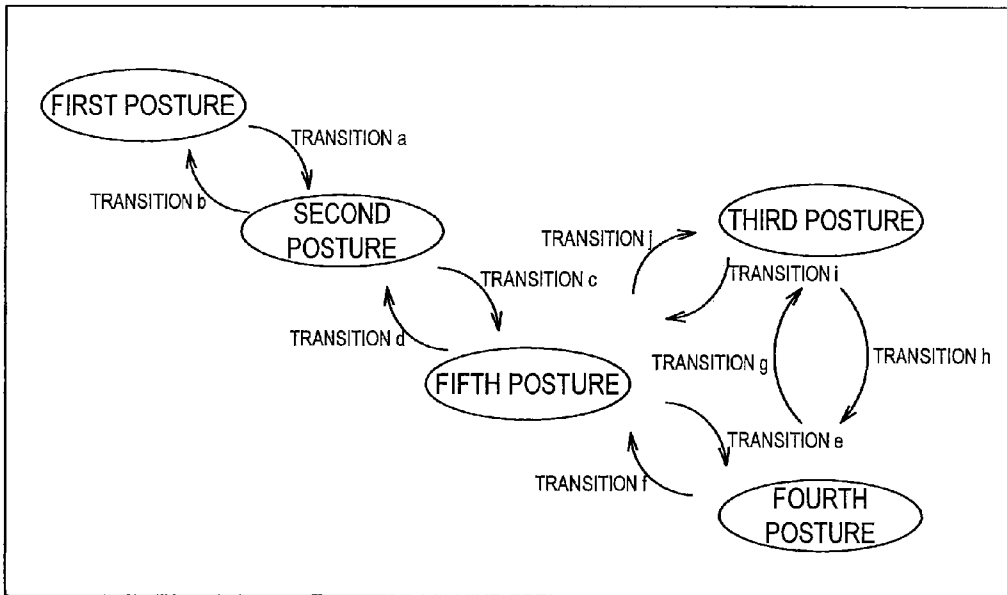 FIRST POSTURE
TRANSITION a
TRANSITION b
SECOND
POSTURE
THIRD POSTURE
TRANSITION j
TRANSITION c
TRANSITION i
TRANSITION d
TRANSITION g
TRANSITION h
FIFTH POSTURE
TRANSITION e
TRANSITION f
FOURTH
POSTURE